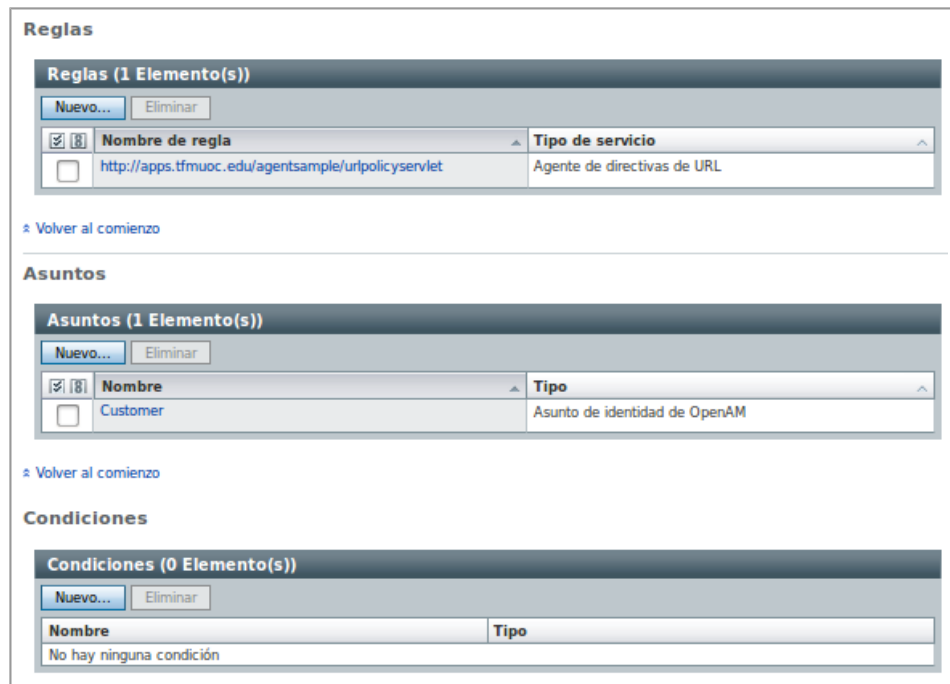 Reglas
Reglas (1 Elemento(s))
Nuevo... Eliminar
Nombre de regla Tipo de servicio
http://apps.tfmuoc.edu/agentsample/urlpolicyservlet Agente de directivas de URL
Volver al comienzo
Asuntos
Asuntos (1 Elemento(s))
Nuevo... Eliminar
Nombre Tipo
Customer Asunto de identidad de OpenAM
Volver al comienzo
Condiciones
Condiciones (0 Elemento(s))
Nuevo... Eliminar
Nombre Tipo
No hay ninguna condición